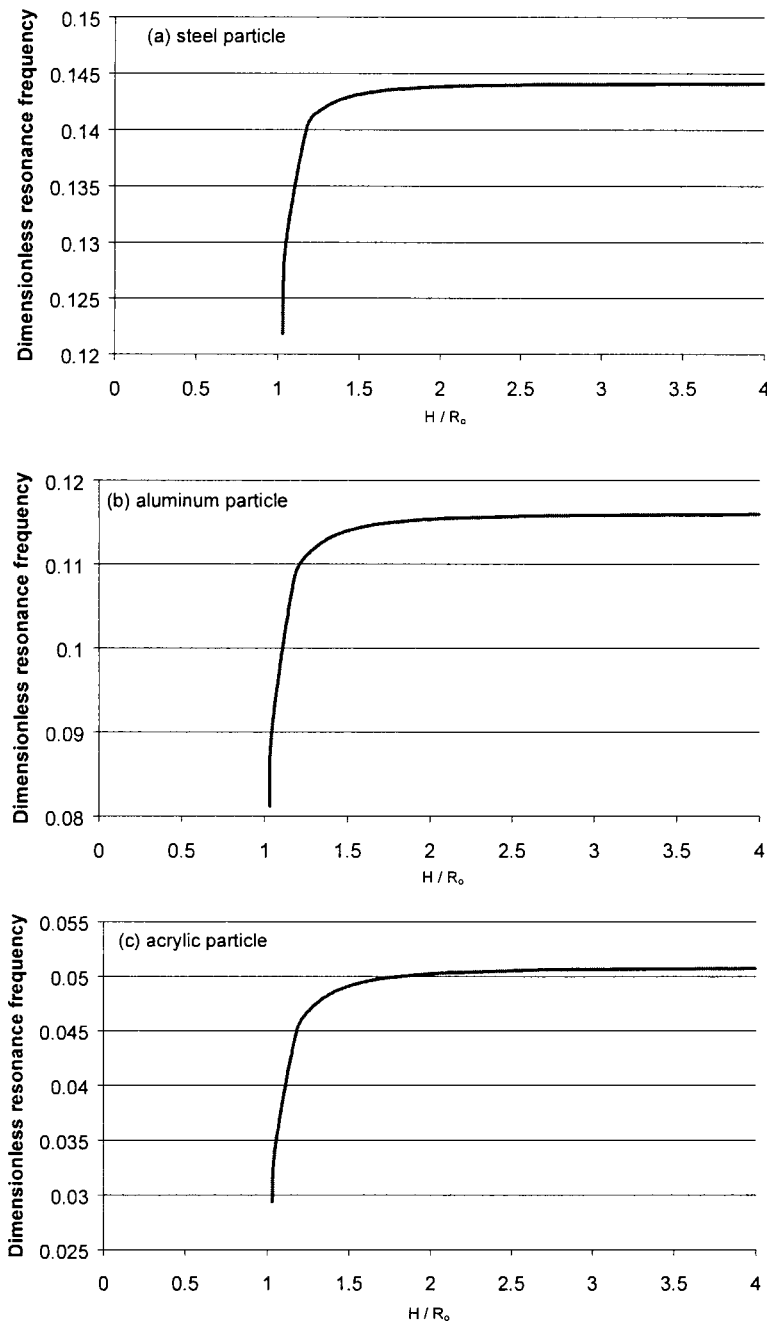 Dimensionless resonance frequency
(a) steel particle
0.15
0.145
0.14
0.135
0.13
0.125
0.12
0 0.5 1 1.5 2 2.5 3 3.5 4
H / Rₒ
Dimensionless resonance frequency
(b) aluminum particle
0.12
0.11
0.1
0.09
0.08
0 0.5 1 1.5 2 2.5 3 3.5 4
H / Rₒ
Dimensionless resonance frequency
(c) acrylic particle
0.055
0.05
0.045
0.04
0.035
0.03
0.025
0 0.5 1 1.5 2 2.5 3 3.5 4
H / Rₒ